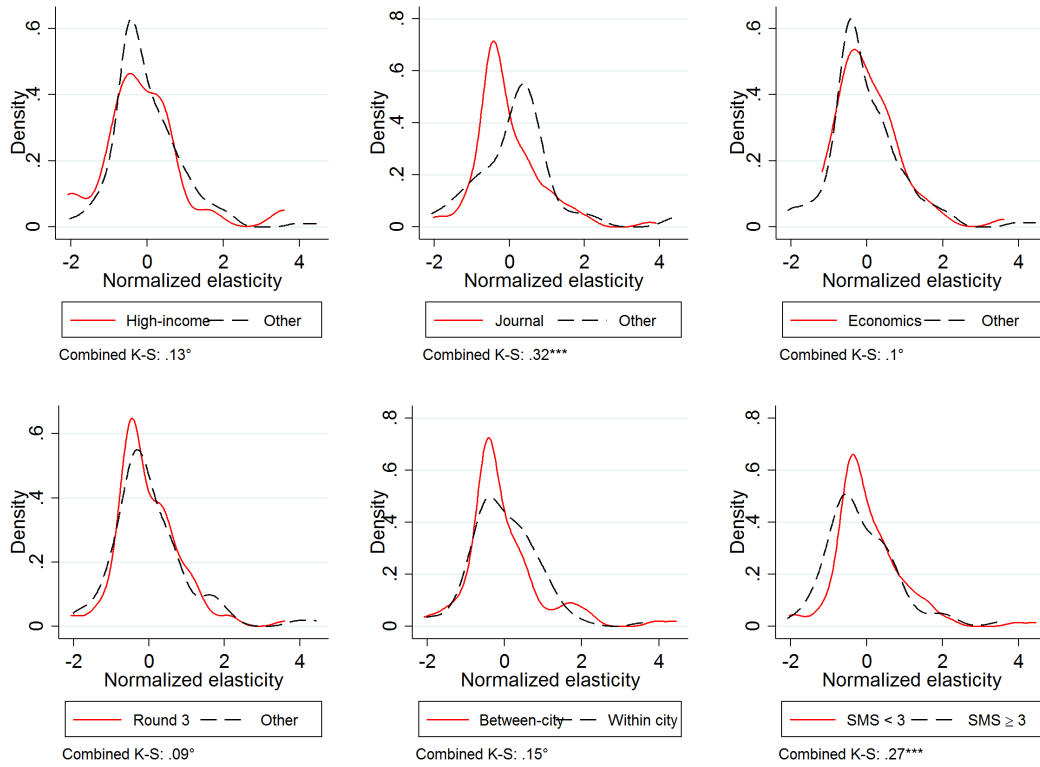 Density
.6
.4
.2
0
-2 0 2 4
Normalized elasticity
High-income Other
Combined K-S: .13°
Density
.8
.6
.4
.2
0
-2 0 2 4
Normalized elasticity
Journal Other
Combined K-S: .32***
Density
.6
.4
.2
0
-2 0 2 4
Normalized elasticity
Economics Other
Combined K-S: .1°
Density
.6
.4
.2
0
-2 0 2 4
Normalized elasticity
Round 3 Other
Combined K-S: .09°
Density
.8
.6
.4
.2
0
-2 0 2 4
Normalized elasticity
Between-city Within city
Combined K-S: .15°
Density
.8
.6
.4
.2
0
-2 0 2 4
Normalized elasticity
SMS < 3 SMS ≥ 3
Combined K-S: .27***